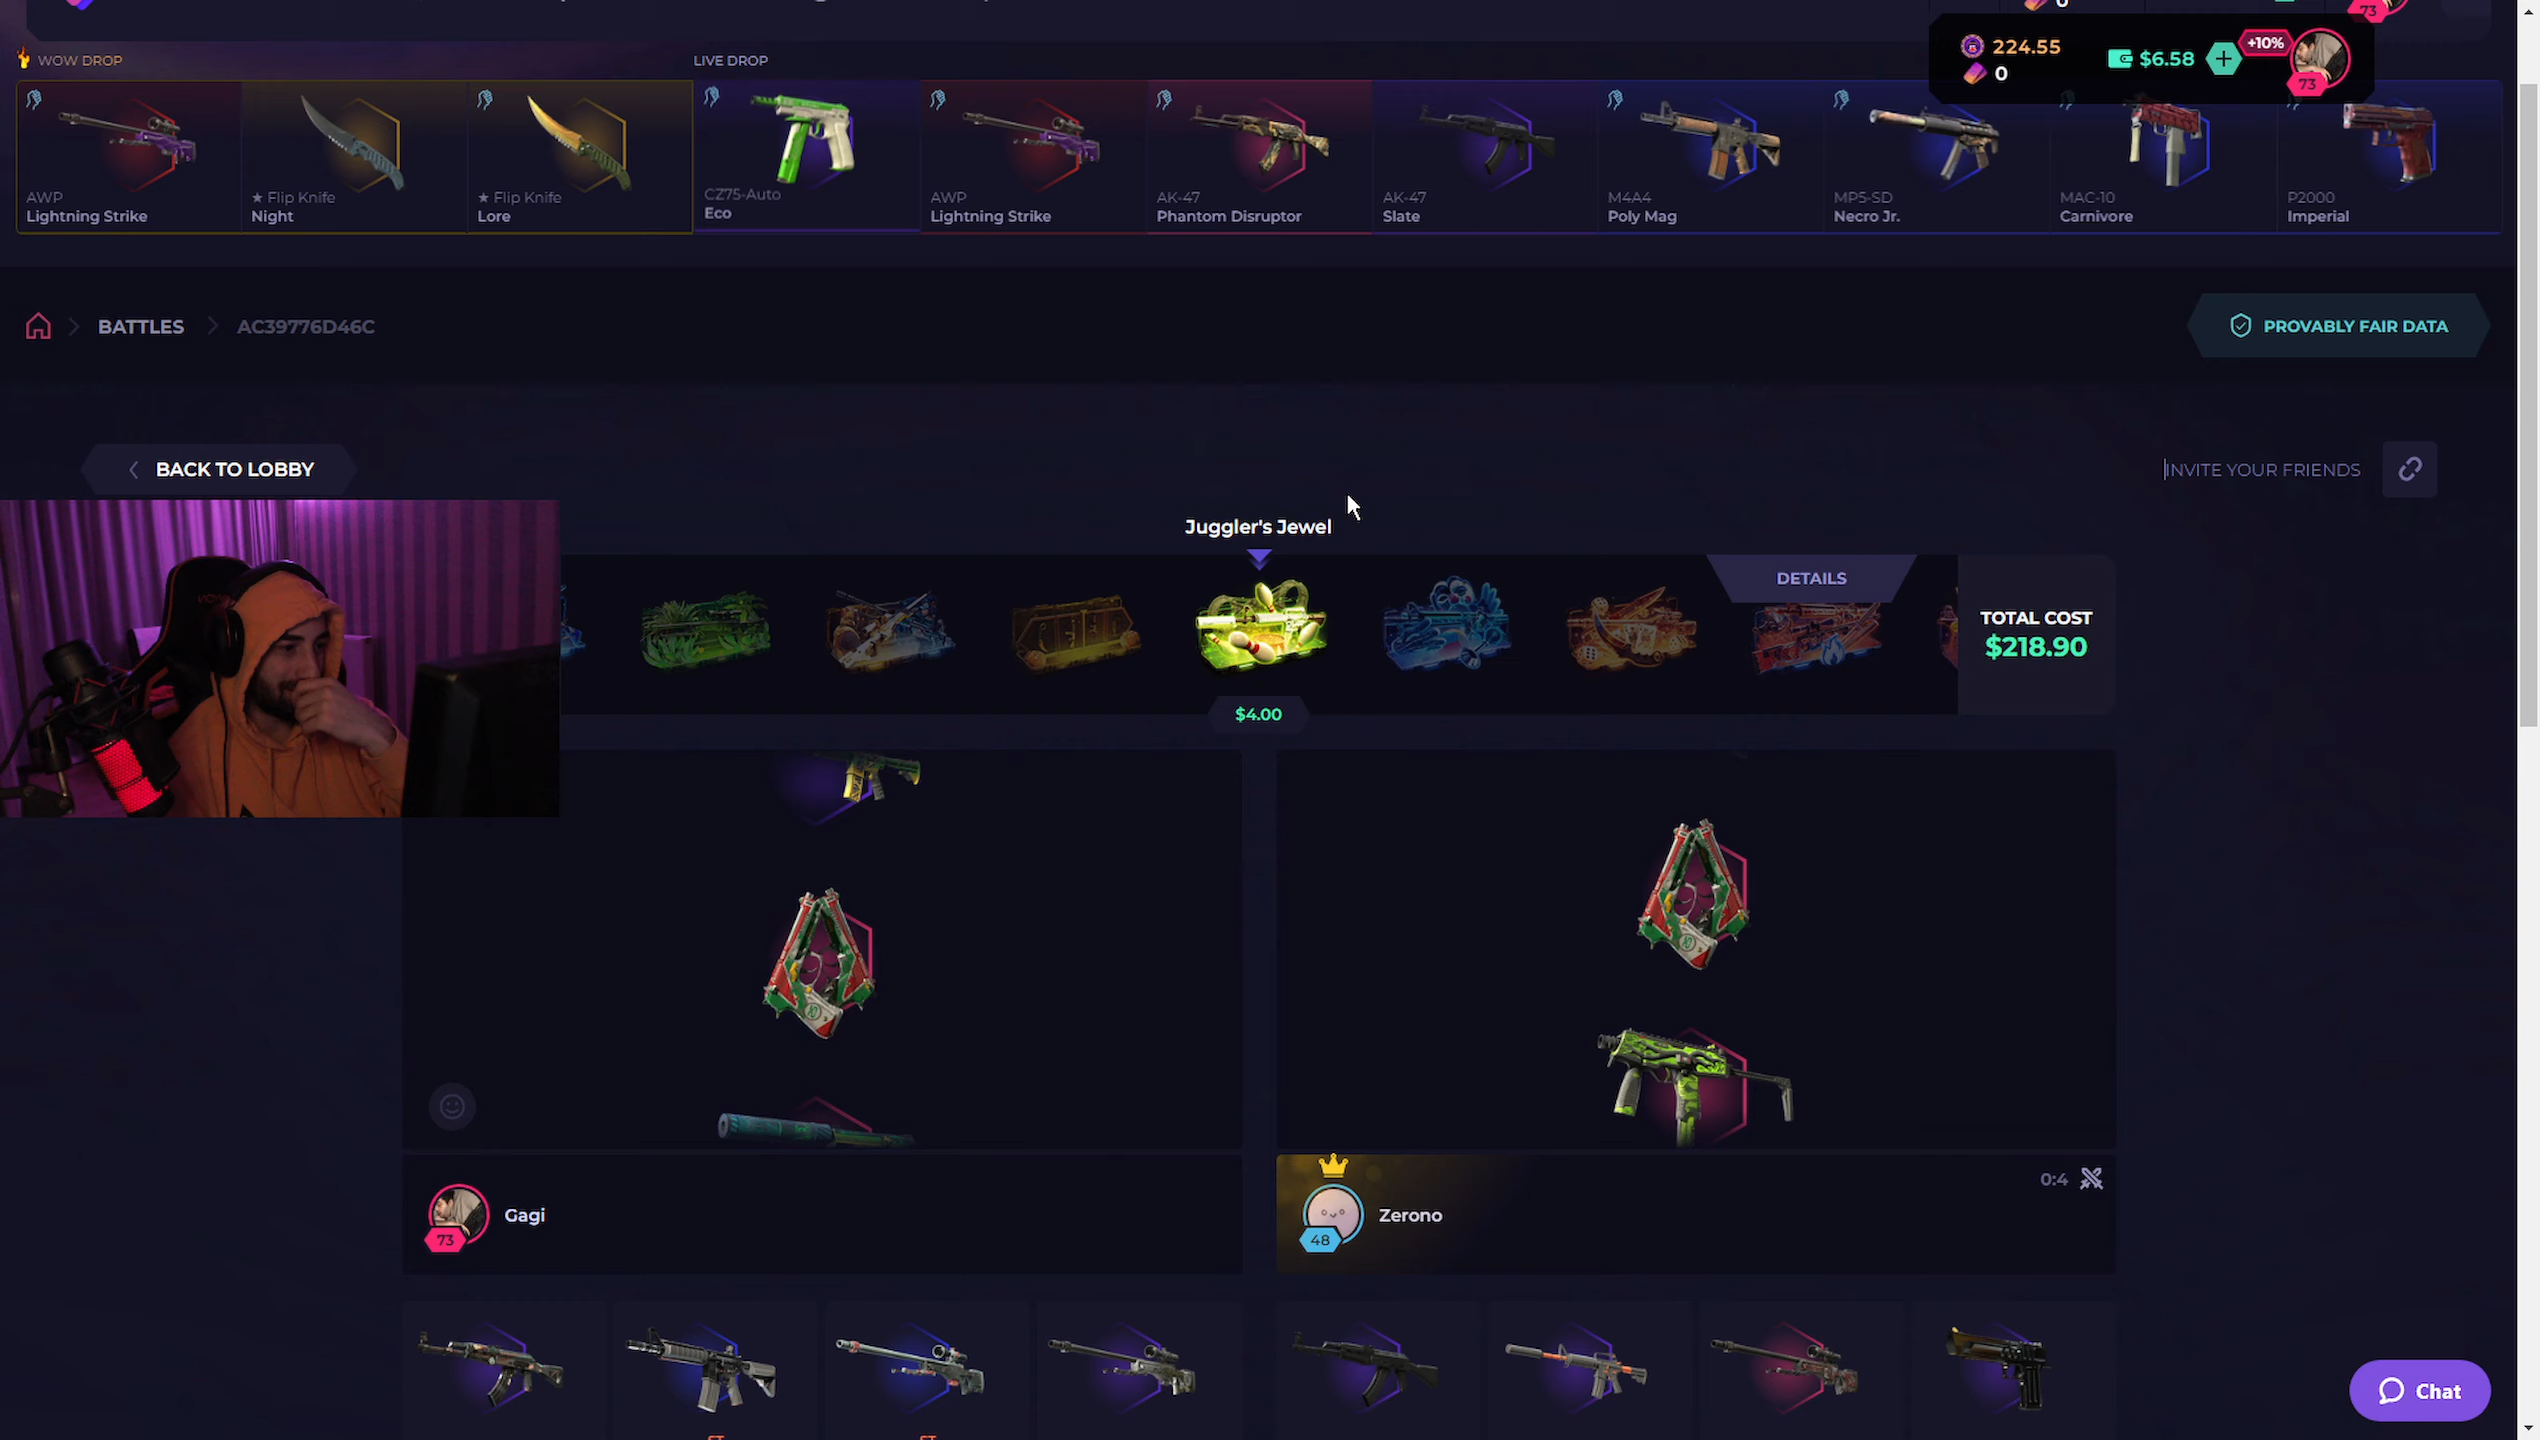 73
0
224.55
0
$6.58
+10%
73
WOW DROP
LIVE DROP
AWP
Lightning Strike
★ Flip Knife
Night
★ Flip Knife
Lore
CZ75-Auto
Eco
AWP
Lightning Strike
AK-47
Phantom Disruptor
AK-47
Slate
M4A4
Poly Mag
MP5-SD
Necro Jr.
MAC-10
Carnivore
P2000
Imperial
BATTLES
AC39776D46C
PROVABLY FAIR DATA
BACK TO LOBBY
INVITE YOUR FRIENDS
Juggler's Jewel
DETAILS
TOTAL COST
$218.90
$4.00
Gagi
73
0:4
Zerono
48
Chat